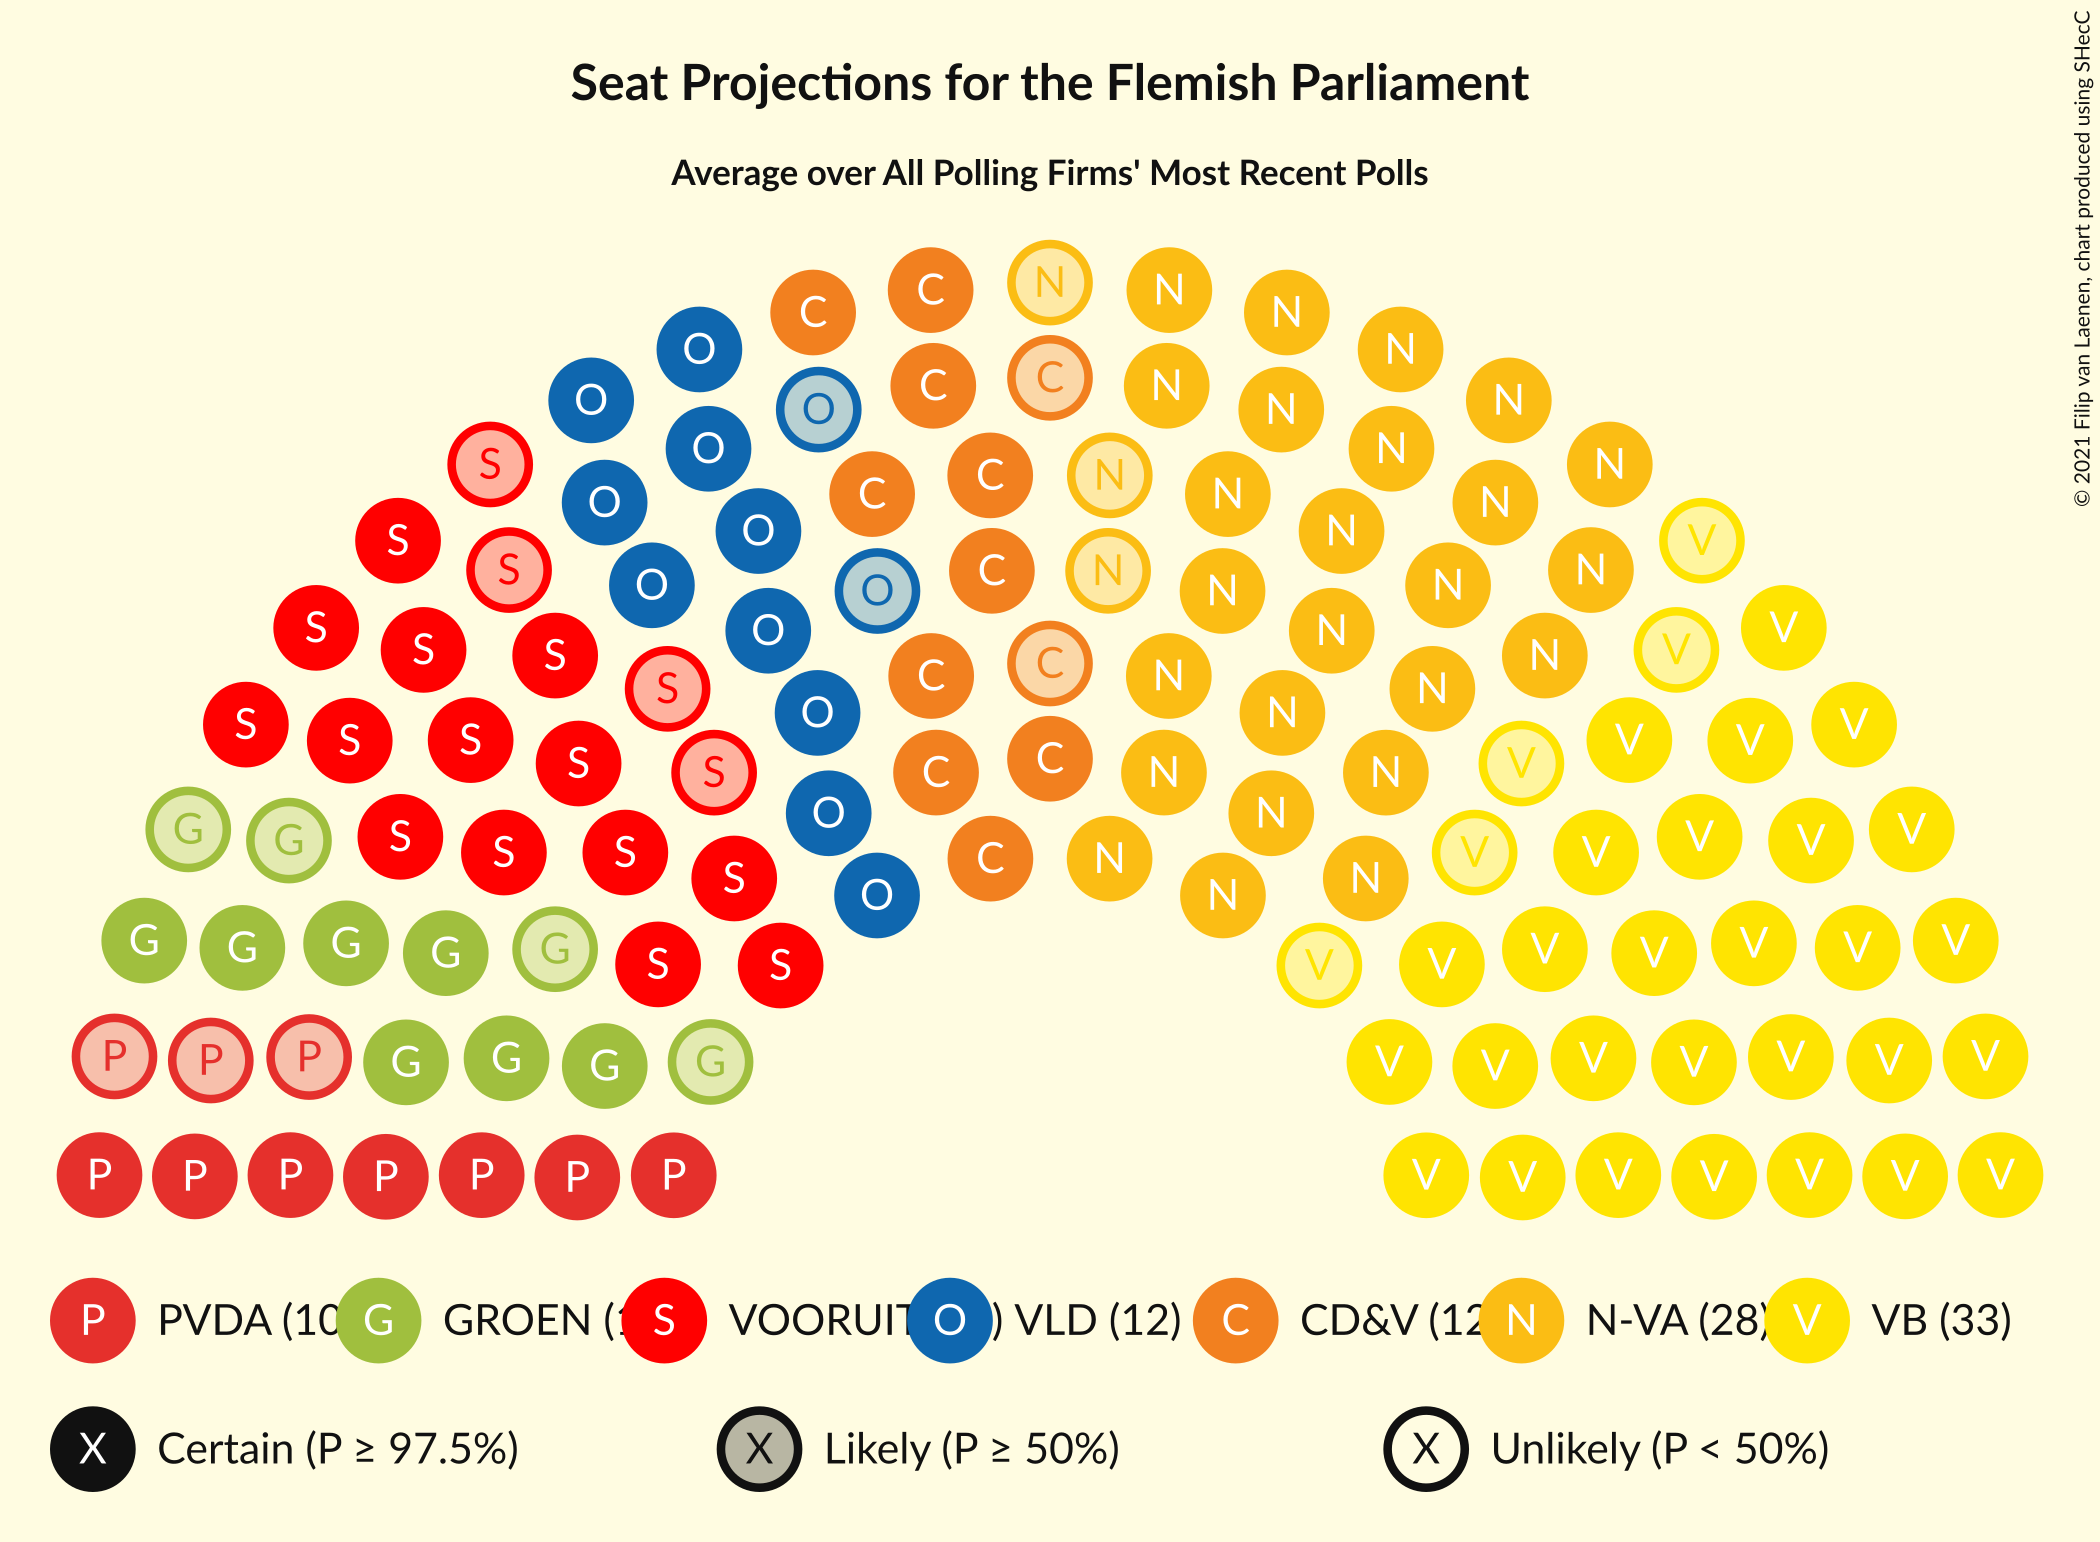 Seat Projections for the Flemish Parliament
Average over All Polling Firms' Most Recent Polls
© 2021 Filip van Laenen, chart produced using SHecC
C N N
C N
O N
C C N
O O N N
O N
S C N N
O C N N
S O N V
S C N N
O O N N
S O N V
S S C N V
S C N N
S O N V
S S V V
S S C C N N V
G G S O N V V V
S S C N V V
S O N N
G G G G G S S V V V V V V V
P P P G G G G V V V V V V V
P P P P P P P V V V V V V V
P PVDA (10 G GROEN ( S VOORUIT O ) VLD (12) C CD&V (12 N N-VA (28) V VB (33)
X Certain (P ≥ 97.5%) X Likely (P ≥ 50%) X Unlikely (P < 50%)